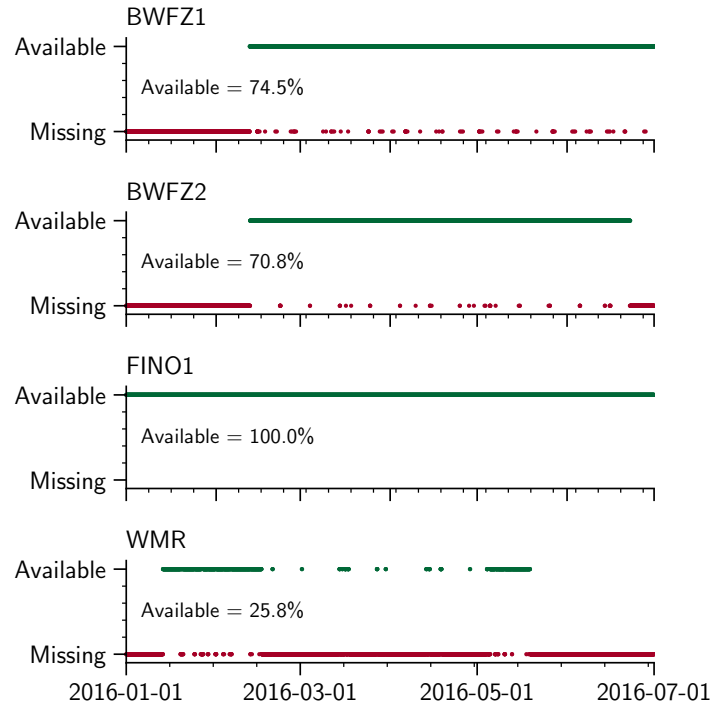 BWFZ1
Available
Available = 74.5%
Missing
BWFZ2
Available
Available = 70.8%
Missing
FINO1
Available
Available = 100.0%
Missing
WMR
Available
Available = 25.8%
Missing
2016-01-01 2016-03-01 2016-05-01 2016-07-01